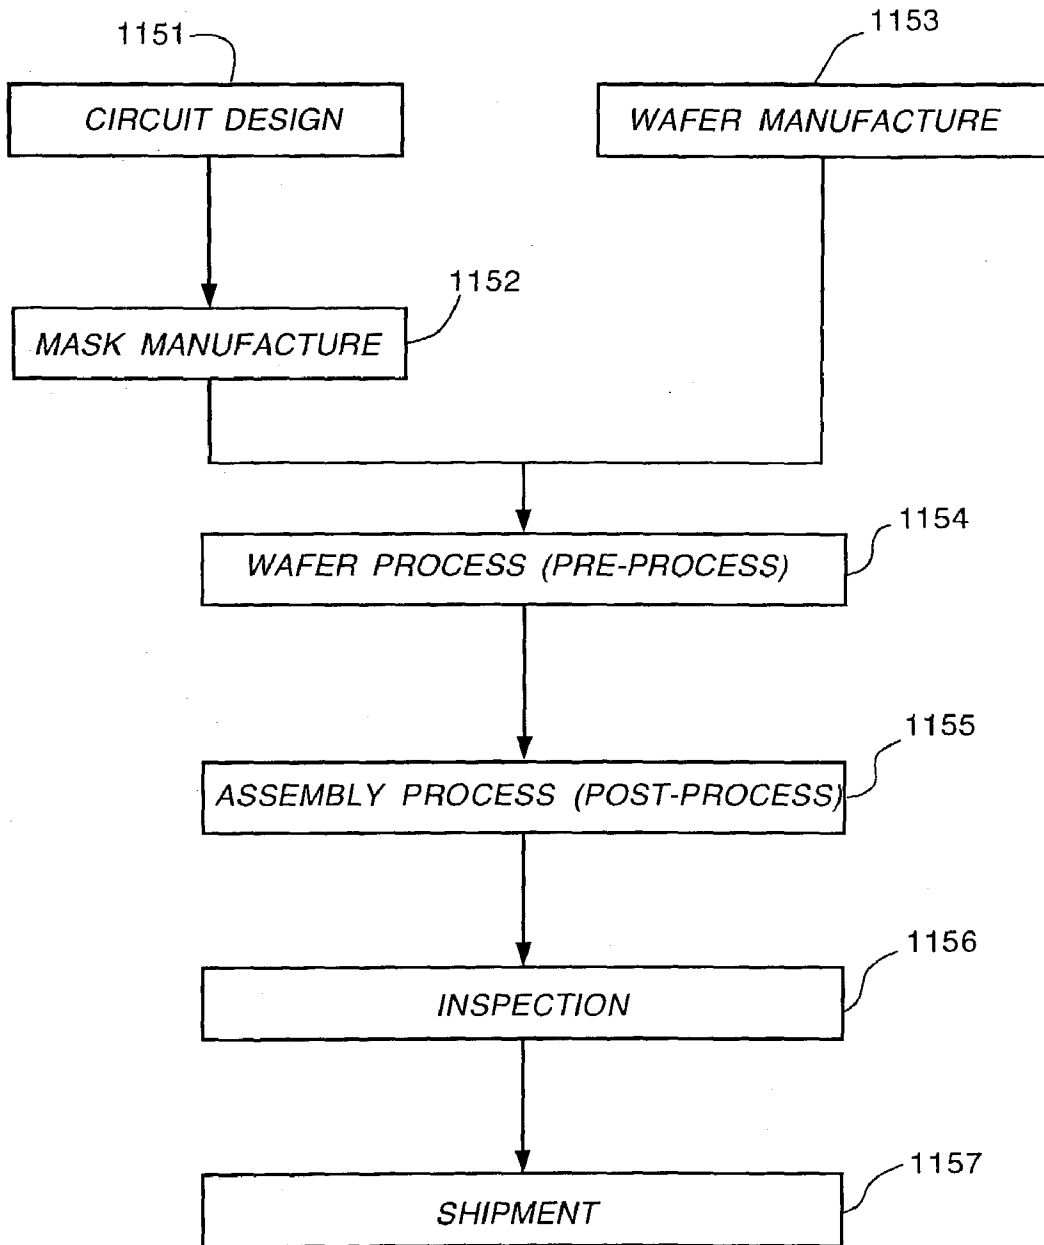 1151
1153
CIRCUIT DESIGN
WAFER MANUFACTURE
1152
MASK MANUFACTURE
1154
WAFER PROCESS (PRE-PROCESS)
1155
ASSEMBLY PROCESS (POST-PROCESS)
1156
INSPECTION
1157
SHIPMENT